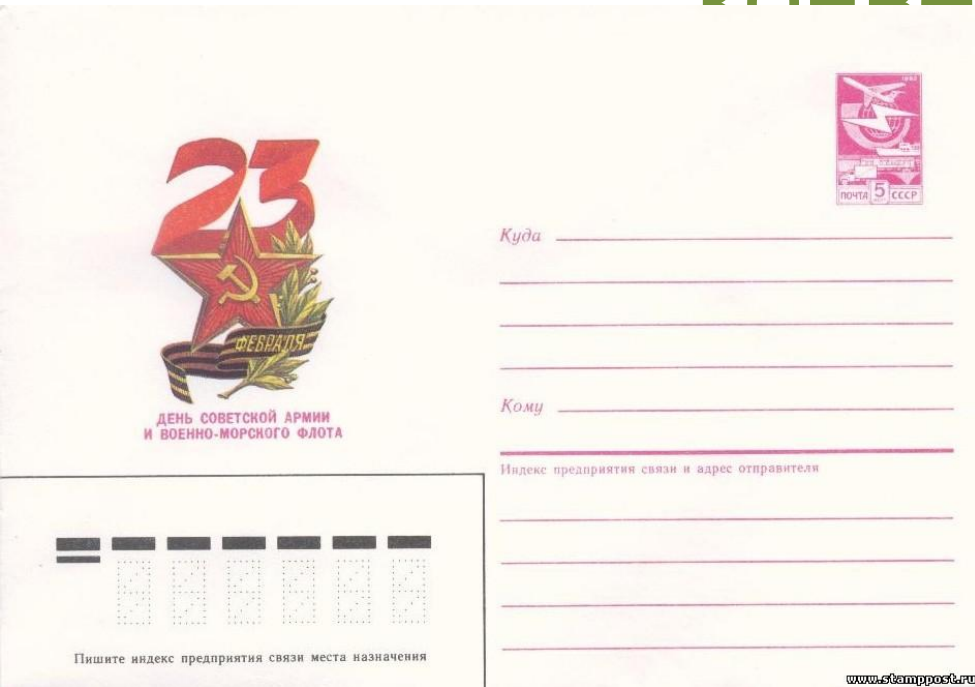 23
ФЕВРАЛЯ
ДЕНЬ СОВЕТСКОЙ АРМИИ
И ВОЕННО-МОРСКОГО ФЛОТА
ПОЧТА 5 СССР
Куда
Кому
Индекс предприятия связи и адрес отправителя
Пишите индекс предприятия связи места назначения
www.stamppost.ru